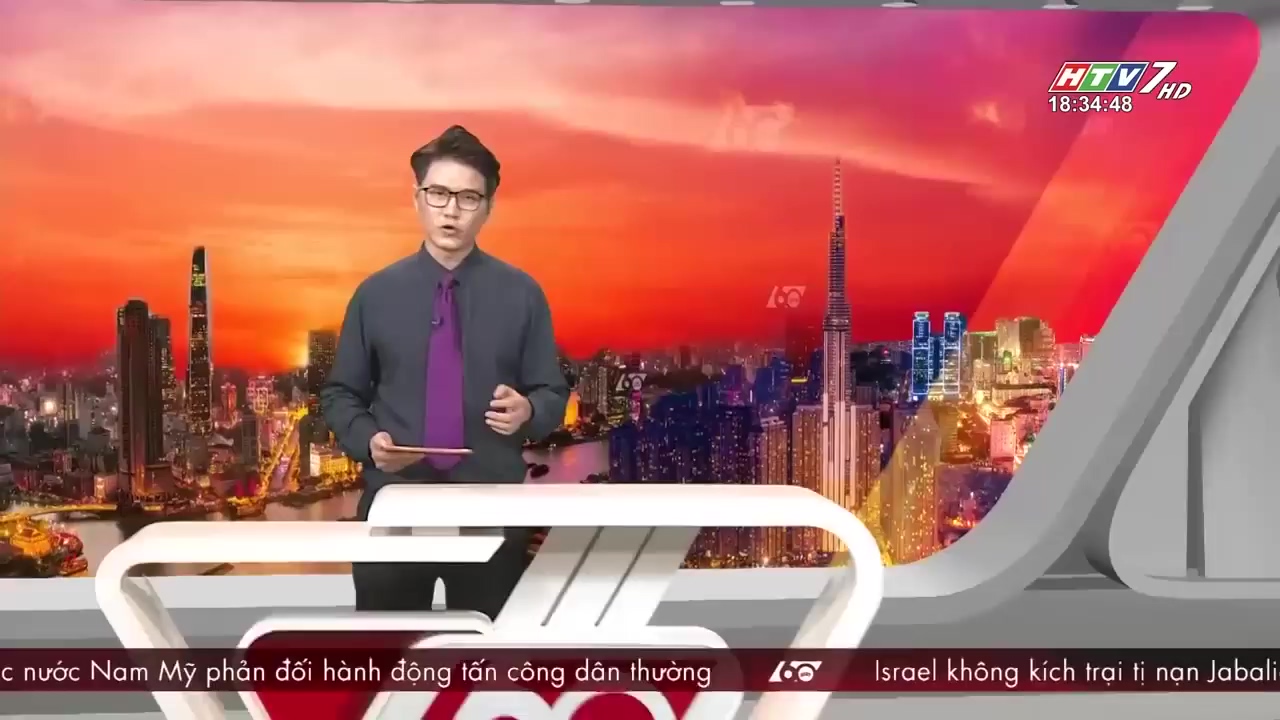 HTV7 HD
18:34:48
c nước Nam Mỹ phản đối hành động tấn công dân thường 60 Israel không kích trại tị nạn Jabali